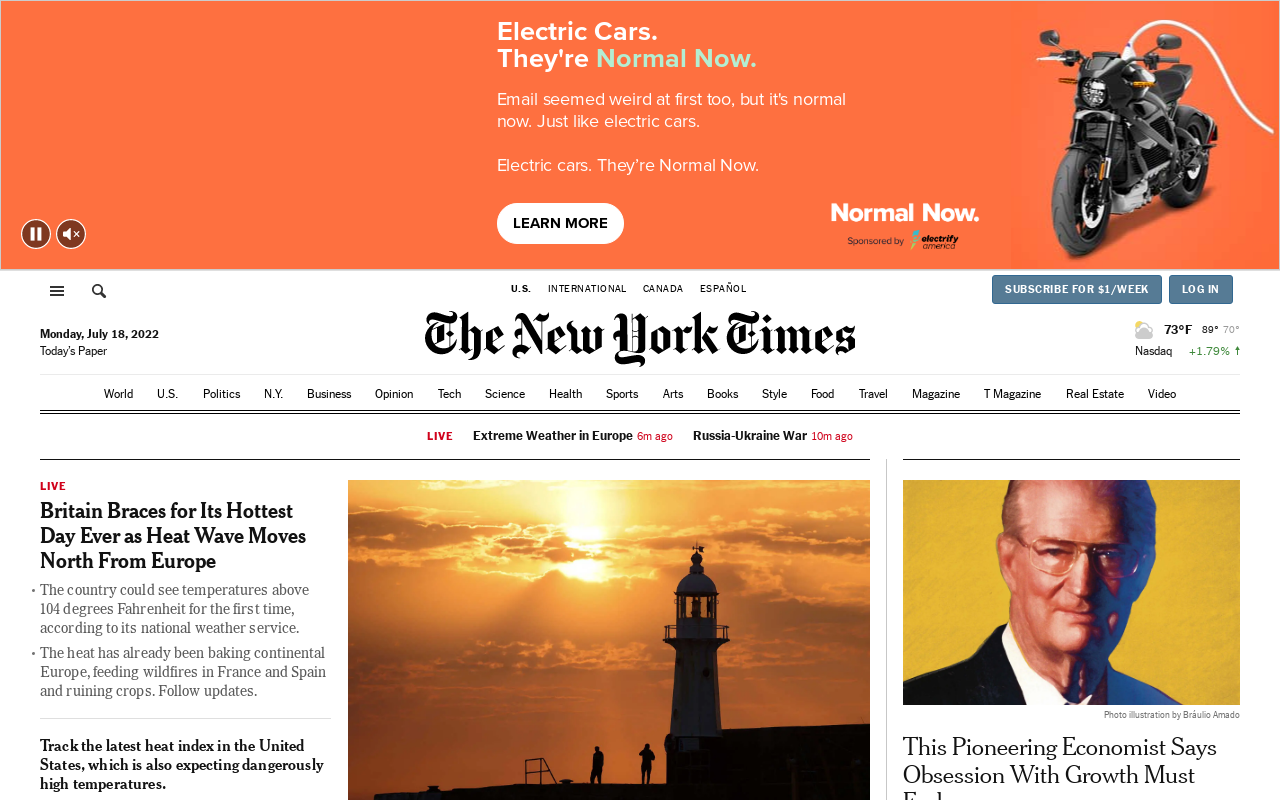 Electric Cars.
They're Normal Now.
Email seemed weird at first too, but it's normal
now. Just like electric cars.
Electric cars. They’re Normal Now.
LEARN MORE
Normal Now.
Sponsored by electrify america
U.S. INTERNATIONAL CANADA ESPAÑOL
SUBSCRIBE FOR $1/WEEK LOG IN
Monday, July 18, 2022
Today's Paper
The New York Times
73°F 89° 70°
Nasdaq +1.79%
World U.S. Politics N.Y. Business Opinion Tech Science Health Sports Arts Books Style Food Travel Magazine T Magazine Real Estate Video
LIVE Extreme Weather in Europe 6m ago Russia-Ukraine War 10m ago
LIVE
Britain Braces for Its Hottest
Day Ever as Heat Wave Moves
North From Europe
• The country could see temperatures above
104 degrees Fahrenheit for the first time,
according to its national weather service.
• The heat has already been baking continental
Europe, feeding wildfires in France and Spain
and ruining crops. Follow updates.
Track the latest heat index in the United
States, which is also expecting dangerously
high temperatures.
Photo illustration by Bráulio Amado
This Pioneering Economist Says
Obsession With Growth Must